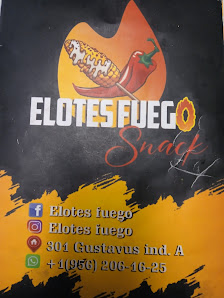 ELOTES FUEGO
Snack
Elotes fuego
Elotes fuego
301 Gustavus ind. A
+1(956) 206-16-25